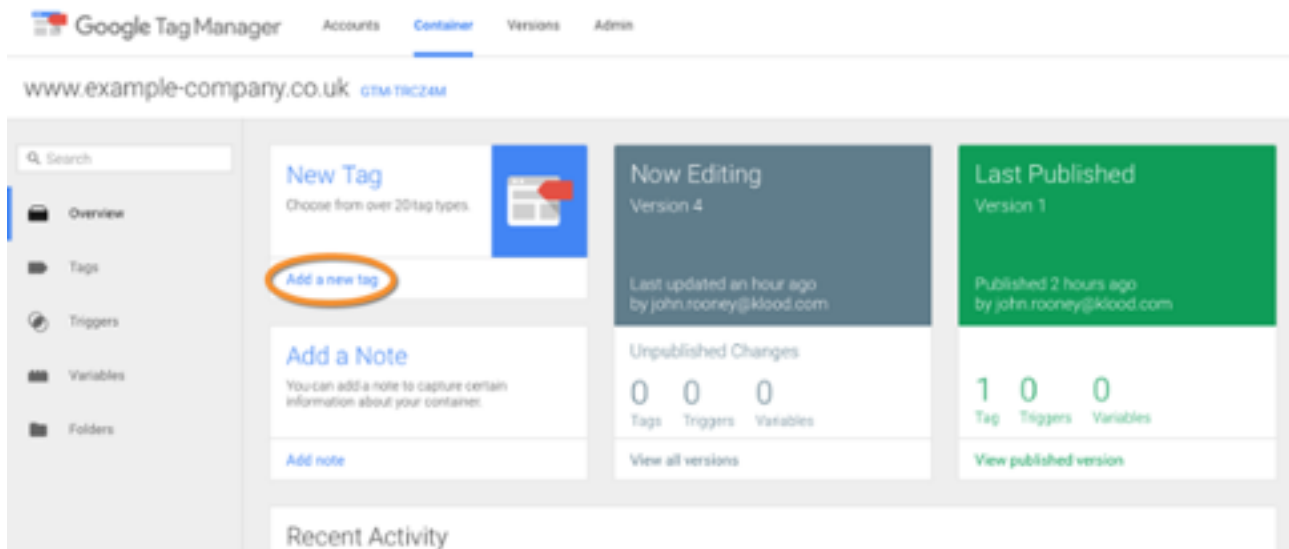 Google Tag Manager Accounts Container Versions Admin
www.example-company.co.uk GTM-TRCZ4M
Search
Overview
Tags
Triggers
Variables
Folders
New Tag
Choose from over 20 tag types.
Add a new tag
Now Editing
Version 4
Last updated an hour ago
by john.rooney@klood.com
Last Published
Version 1
Published 2 hours ago
by john.rooney@klood.com
Add a Note
You can add a note to capture certain
information about your container.
Add note
Unpublished Changes
0 0 0
Tags Triggers Variables
View all versions
1 0 0
Tag Triggers Variables
View published version
Recent Activity